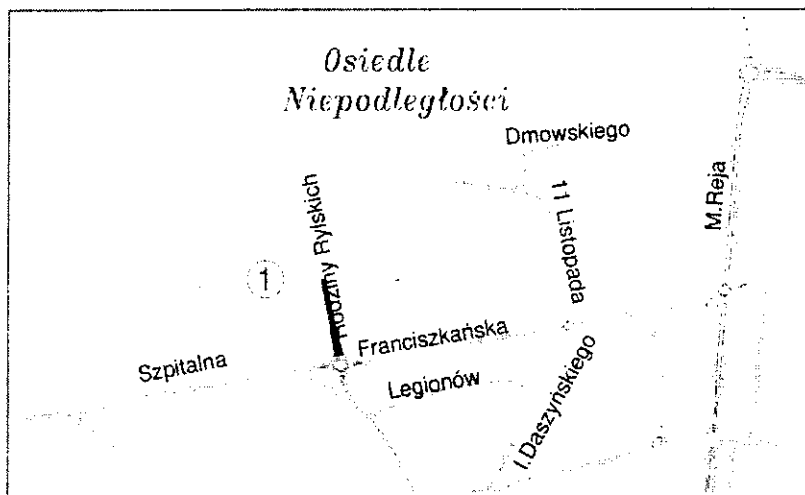 Osiedle
Niepodległości
Dmowskiego
Rodziny Rylskich
11 Listopada
M.Reja
1
Franciszkańska
Szpitalna
Legionów
I.Daszyńskiego